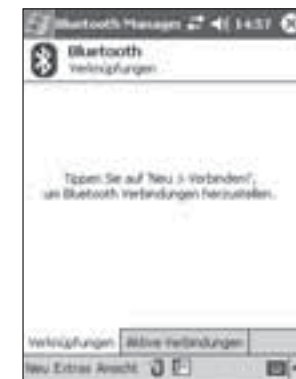 Bluetooth Manager 14:57
Bluetooth
Verknüpfungen
Tippen Sie auf 'Neu > Verbinden',
um Bluetooth Verbindungen herzustellen.
Verknüpfungen Aktive Verbindungen
Neu Extras Ansicht